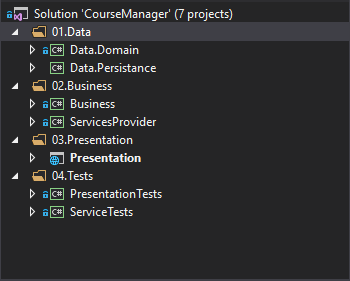 Solution 'CourseManager' (7 projects)
01.Data
C# Data.Domain
C# Data.Persistance
02.Business
C# Business
C# ServicesProvider
03.Presentation
Presentation
04.Tests
C# PresentationTests
C# ServiceTests